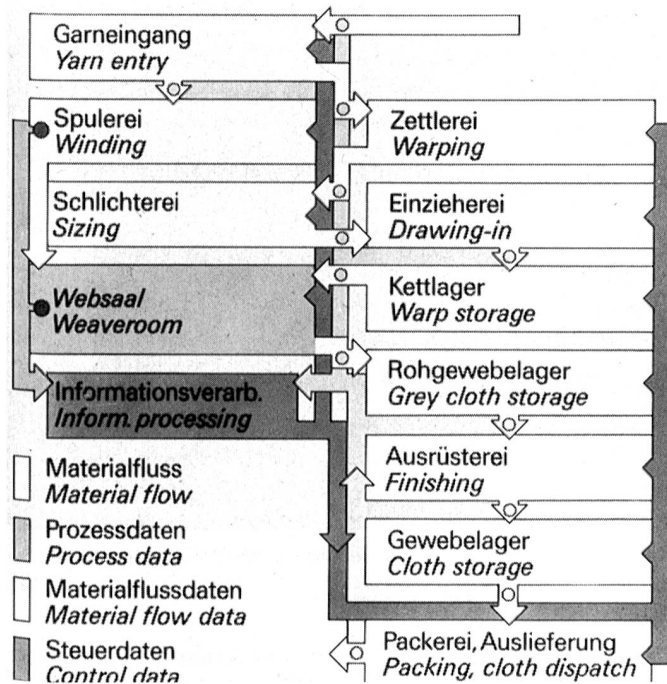 Garneingang
Yarn entry
Spulerei
Winding
Zettlerei
Warping
Schlichterei
Sizing
Einzieherei
Drawing-in
Websaal
Weaveroom
Kettlager
Warp storage
Informationsverarb.
Inform. processing
Rohgewebelager
Grey cloth storage
Ausrüsterei
Finishing
Gewebelager
Cloth storage
Packerei, Auslieferung
Packing, cloth dispatch
Materialfluss
Material flow
Prozessdaten
Process data
Materialflussdaten
Material flow data
Steuerdaten
Control data